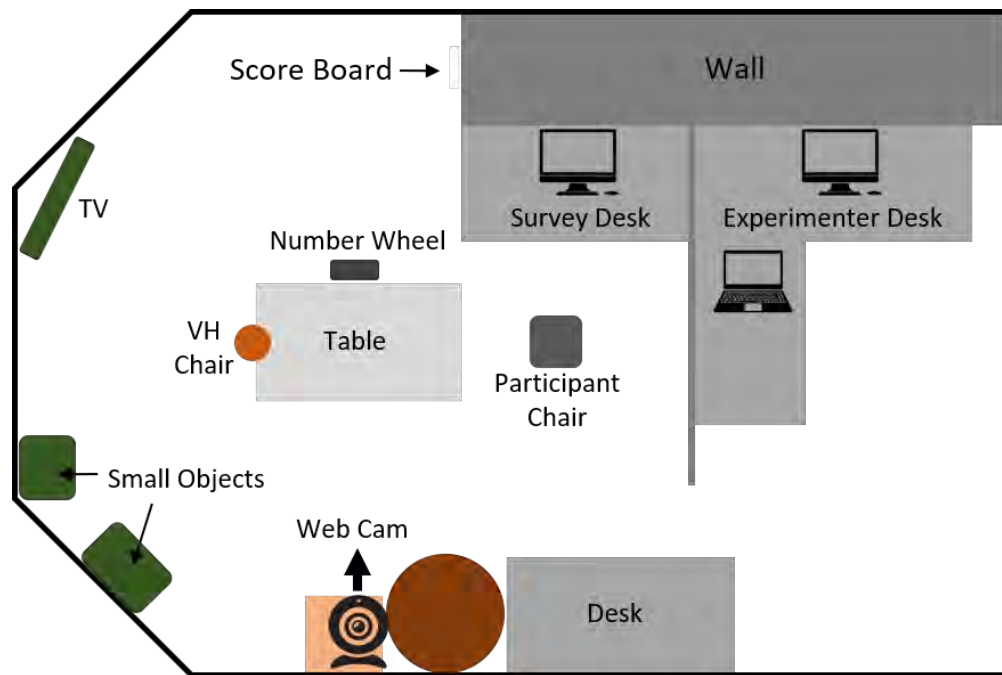 Score Board
Wall
TV
Survey Desk
Experimenter Desk
Number Wheel
VH
Chair
Table
Participant
Chair
Small Objects
Web Cam
Desk